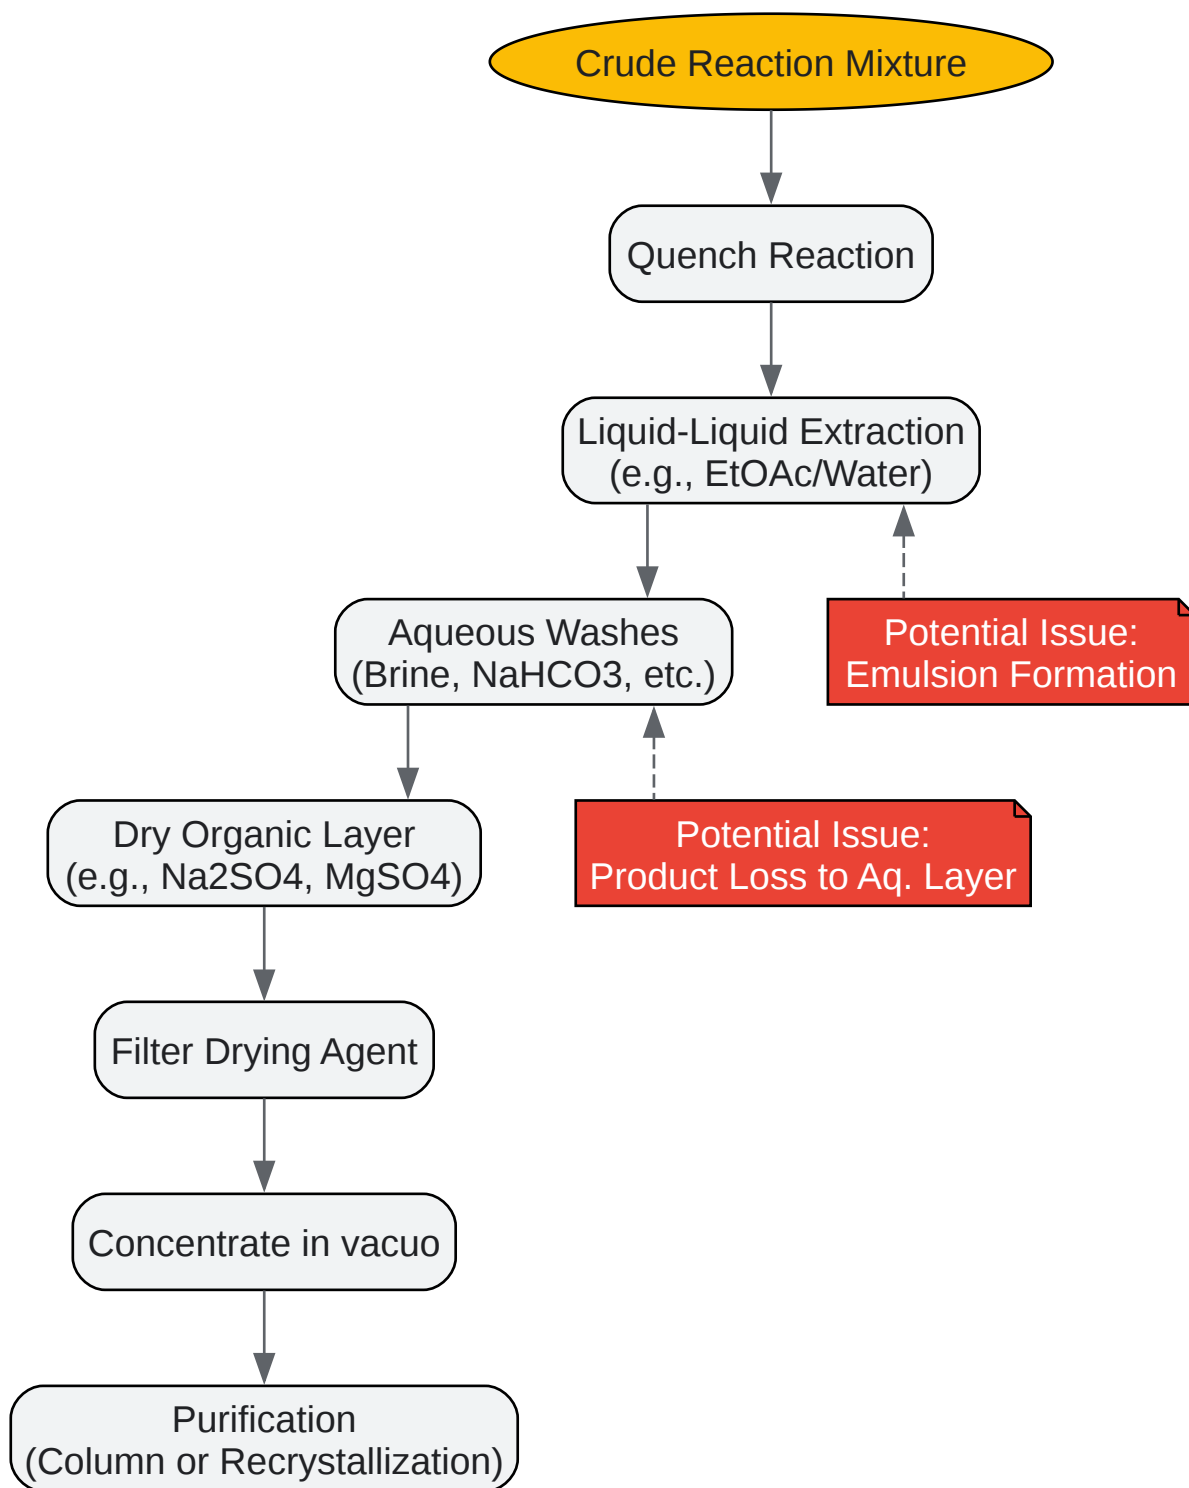 Crude Reaction Mixture
Quench Reaction
Liquid-Liquid Extraction
(e.g., EtOAc/Water)
Aqueous Washes
(Brine, NaHCO3, etc.)
Potential Issue:
Emulsion Formation
Dry Organic Layer
(e.g., Na2SO4, MgSO4)
Potential Issue:
Product Loss to Aq. Layer
Filter Drying Agent
Concentrate in vacuo
Purification
(Column or Recrystallization)